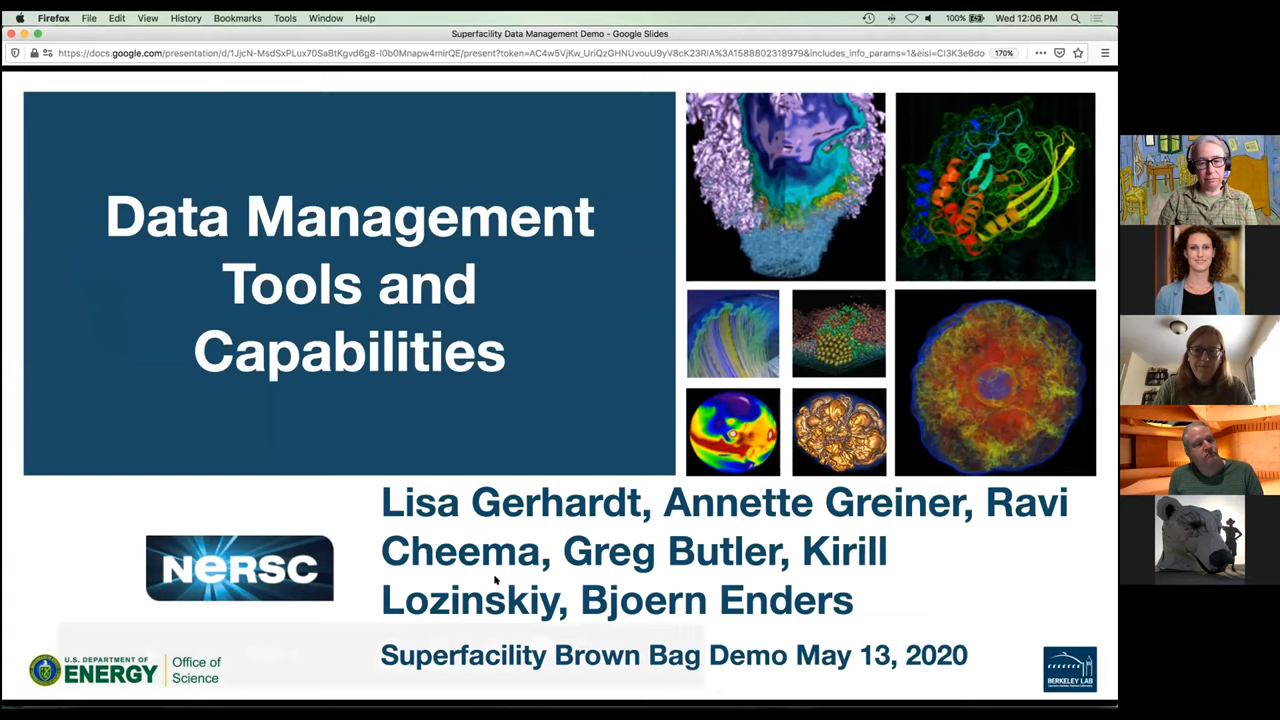 Firefox File Edit View History Bookmarks Tools Window Help 100% Wed 12:06 PM
Superfacility Data Management Demo - Google Slides
170%
Data Management
Tools and
Capabilities
Lisa Gerhardt, Annette Greiner, Ravi
Cheema, Greg Butler, Kirill
Lozinskiy, Bjoern Enders
NERSC
Superfacility Brown Bag Demo May 13, 2020
U.S. DEPARTMENT OF
ENERGY
Office of
Science
BERKELEY LAB